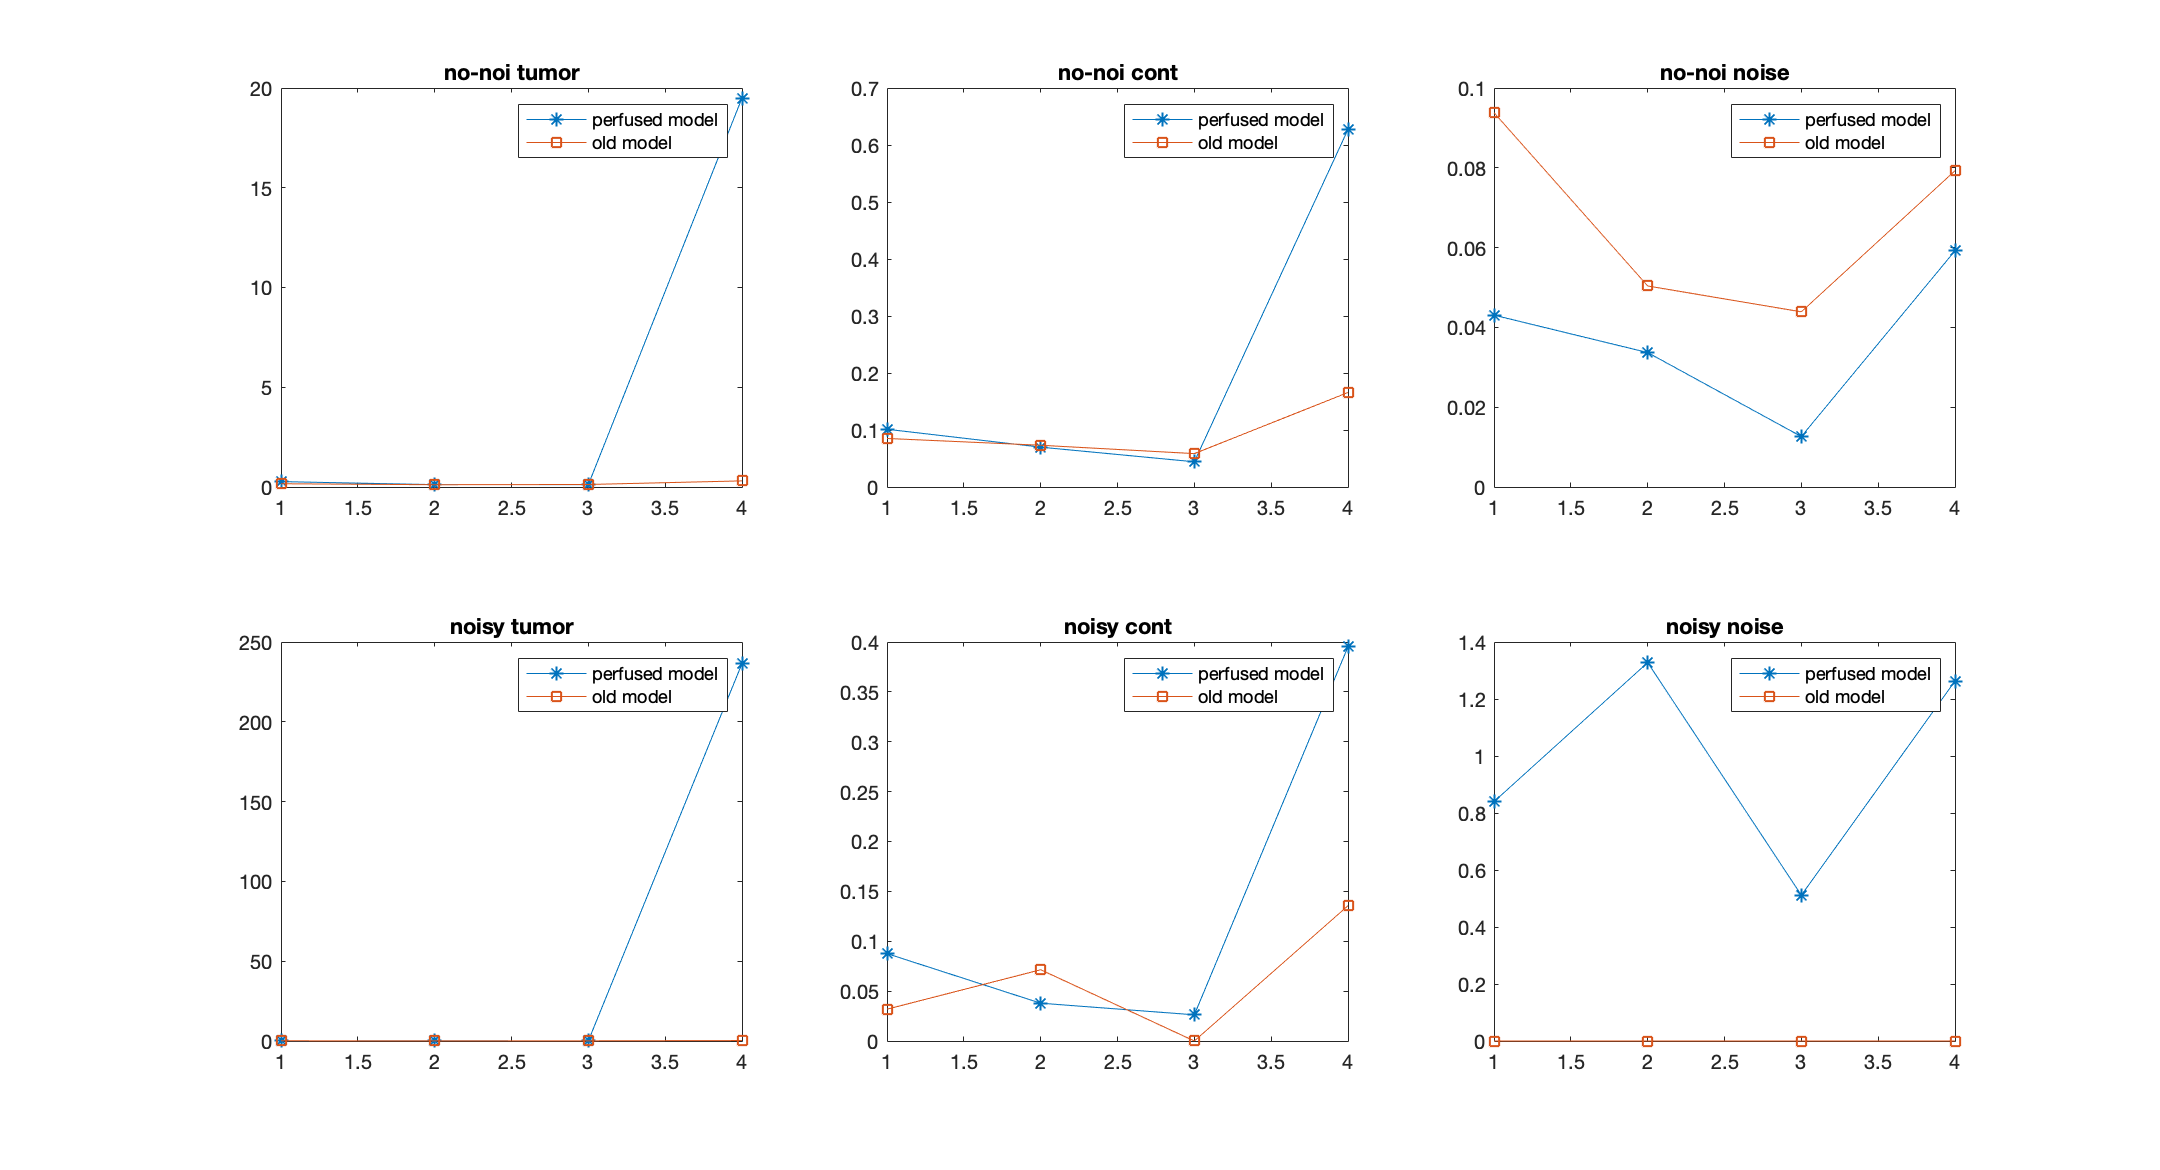 no-noi tumor
20
15
10
5
0
1 1.5 2 2.5 3 3.5 4
perfused model
old model
no-noi cont
0.7
0.6
0.5
0.4
0.3
0.2
0.1
0
1 1.5 2 2.5 3 3.5 4
perfused model
old model
no-noi noise
0.1
0.08
0.06
0.04
0.02
0
1 1.5 2 2.5 3 3.5 4
perfused model
old model
noisy tumor
250
200
150
100
50
0
1 1.5 2 2.5 3 3.5 4
perfused model
old model
noisy cont
0.4
0.35
0.3
0.25
0.2
0.15
0.1
0.05
0
1 1.5 2 2.5 3 3.5 4
perfused model
old model
noisy noise
1.4
1.2
1
0.8
0.6
0.4
0.2
0
1 1.5 2 2.5 3 3.5 4
perfused model
old model